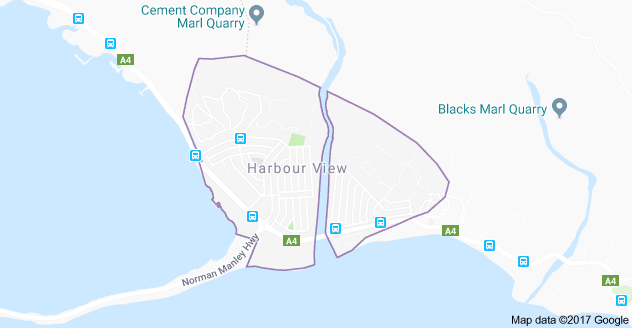 Cement Company
Marl Quarry
A4
Blacks Marl Quarry
Harbour View
A4
A4
Norman Manley Hwy
A4
Map data ©2017 Google